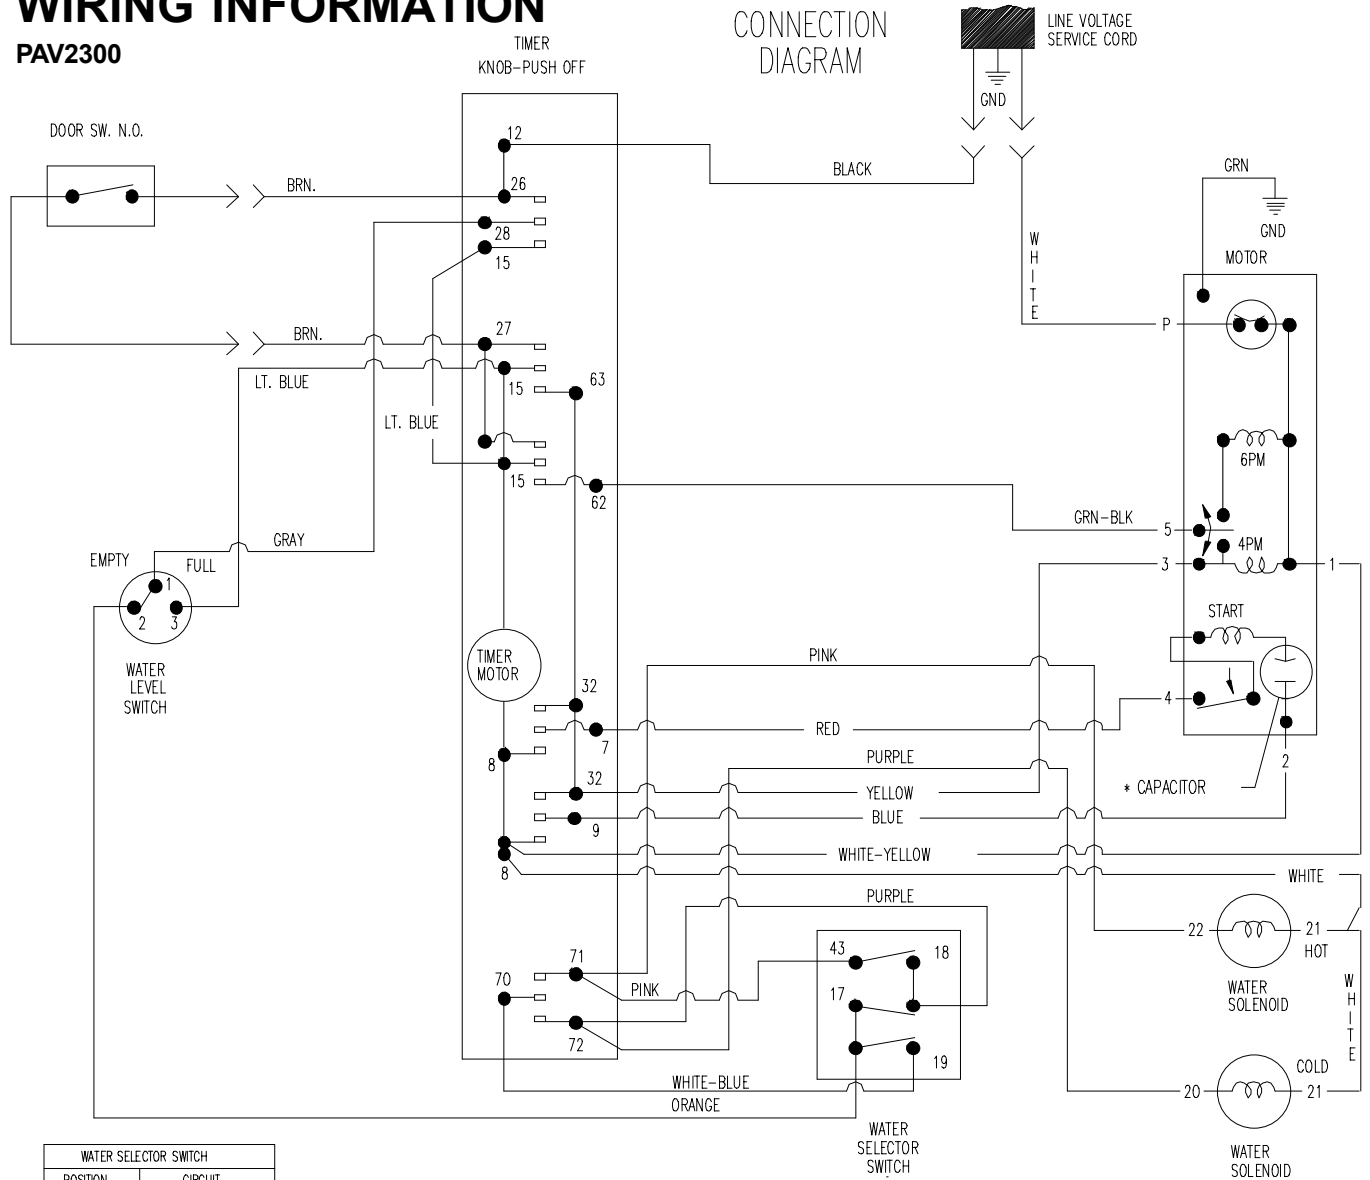 WIRING INFORMATION
PAV2300
TIMER
KNOB-PUSH OFF
CONNECTION
DIAGRAM
LINE VOLTAGE
SERVICE CORD
GND
DOOR SW. N.O.
12
BLACK
BRN.
26
GRN
GND
28
15
WHITE
MOTOR
P
BRN.
27
LT. BLUE
15
63
LT. BLUE
6PM
15
62
GRN-BLK
5
4PM
3
1
GRAY
EMPTY
FULL
1
2
3
START
WATER
LEVEL
SWITCH
TIMER
MOTOR
PINK
32
4
7
RED
8
PURPLE
2
32
YELLOW
* CAPACITOR
BLUE
9
WHITE-YELLOW
8
WHITE
PURPLE
22
21
HOT
43
18
71
70
PINK
17
WATER
SOLENOID
WHITE
72
19
COLD
WHITE-BLUE
20
21
ORANGE
WATER
SELECTOR
SWITCH
WATER
SOLENOID
WATER SELECTOR SWITCH
POSITION
CIRCUIT